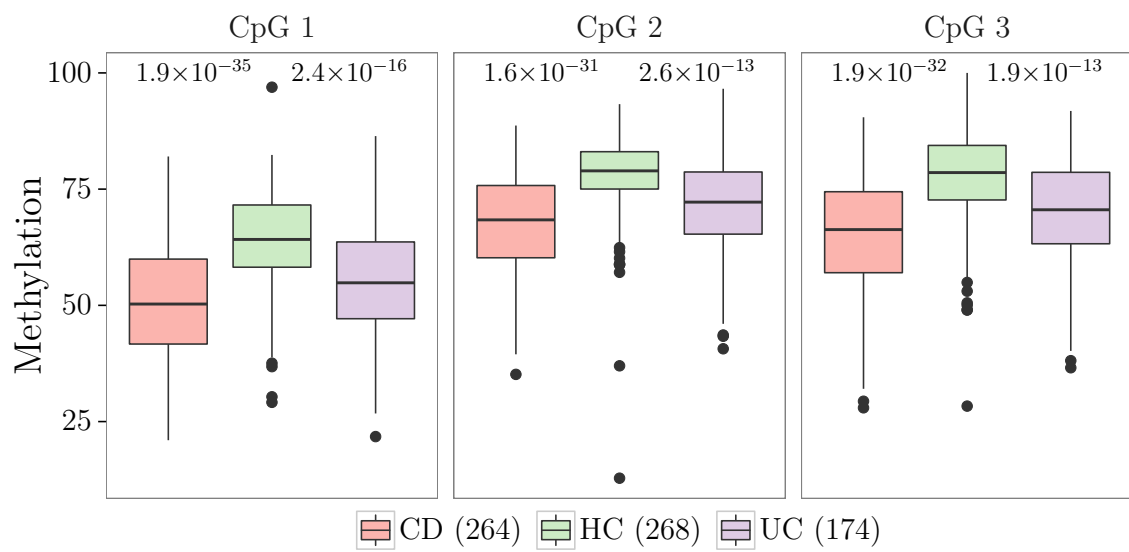 CpG 1 CpG 2 CpG 3
1.9×10⁻³⁵ 2.4×10⁻¹⁶ 1.6×10⁻³¹ 2.6×10⁻¹³ 1.9×10⁻³² 1.9×10⁻¹³
100
75
50
25
Methylation
CD (264) HC (268) UC (174)